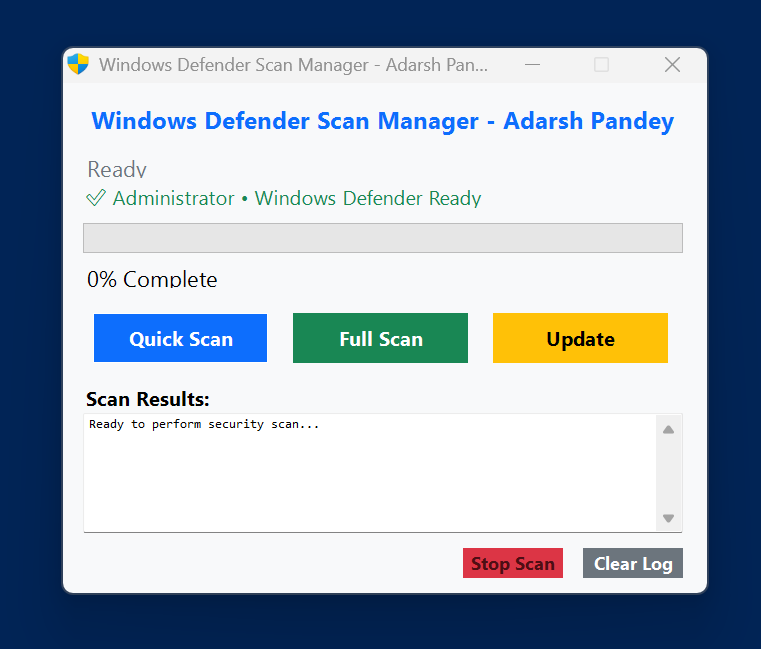 Windows Defender Scan Manager - Adarsh Pan...
Windows Defender Scan Manager - Adarsh Pandey
Ready
✓ Administrator • Windows Defender Ready
0% Complete
Quick Scan Full Scan Update
Scan Results:
Ready to perform security scan...
Stop Scan Clear Log